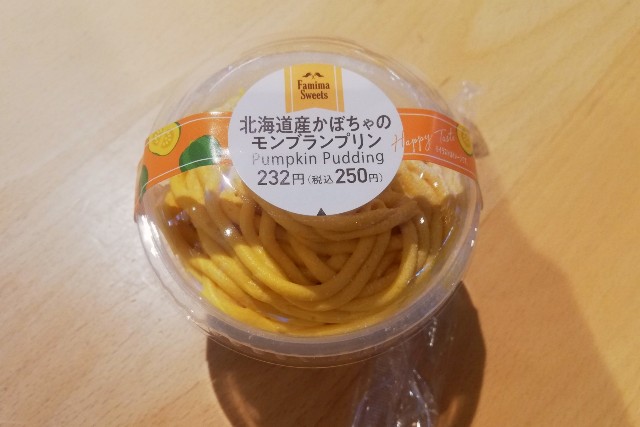 Famima
Sweets
北海道産かぼちゃの
モンブランプリン
Pumpkin Pudding
232円(税込250円)
Happy Taste